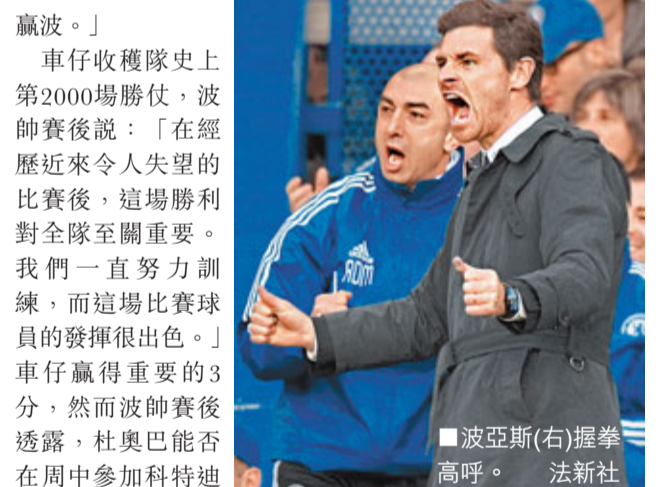 贏波。」
車仔收穫隊史上
第2000場勝仗，波
帥賽後説：「在經
歷近來令人失望的
比賽後，這場勝利
對全隊至關重要。
我們一直努力訓
練，而這場比賽球
員的發揮很出色。」
車仔贏得重要的3
分，然而波帥賽後
透露，杜奧巴能否
在周中參加科特迪
RDM
■波亞斯(右)握拳
高呼。 法新社